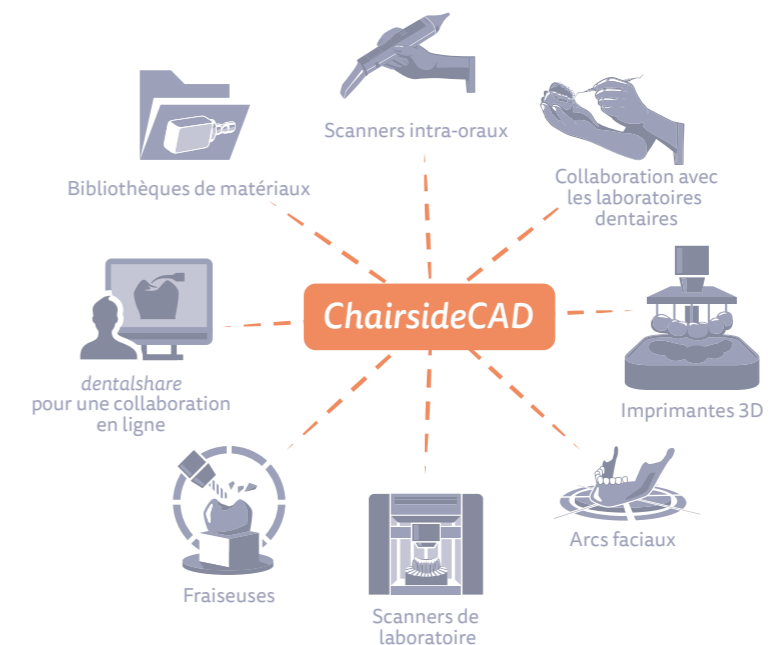 Scanners intra-oraux
Bibliothèques de matériaux
Collaboration avec
les laboratoires
dentaires
ChairsideCAD
dentalshare
pour une collaboration
en ligne
Imprimantes 3D
Arcs faciaux
Fraiseuses
Scanners de
laboratoire